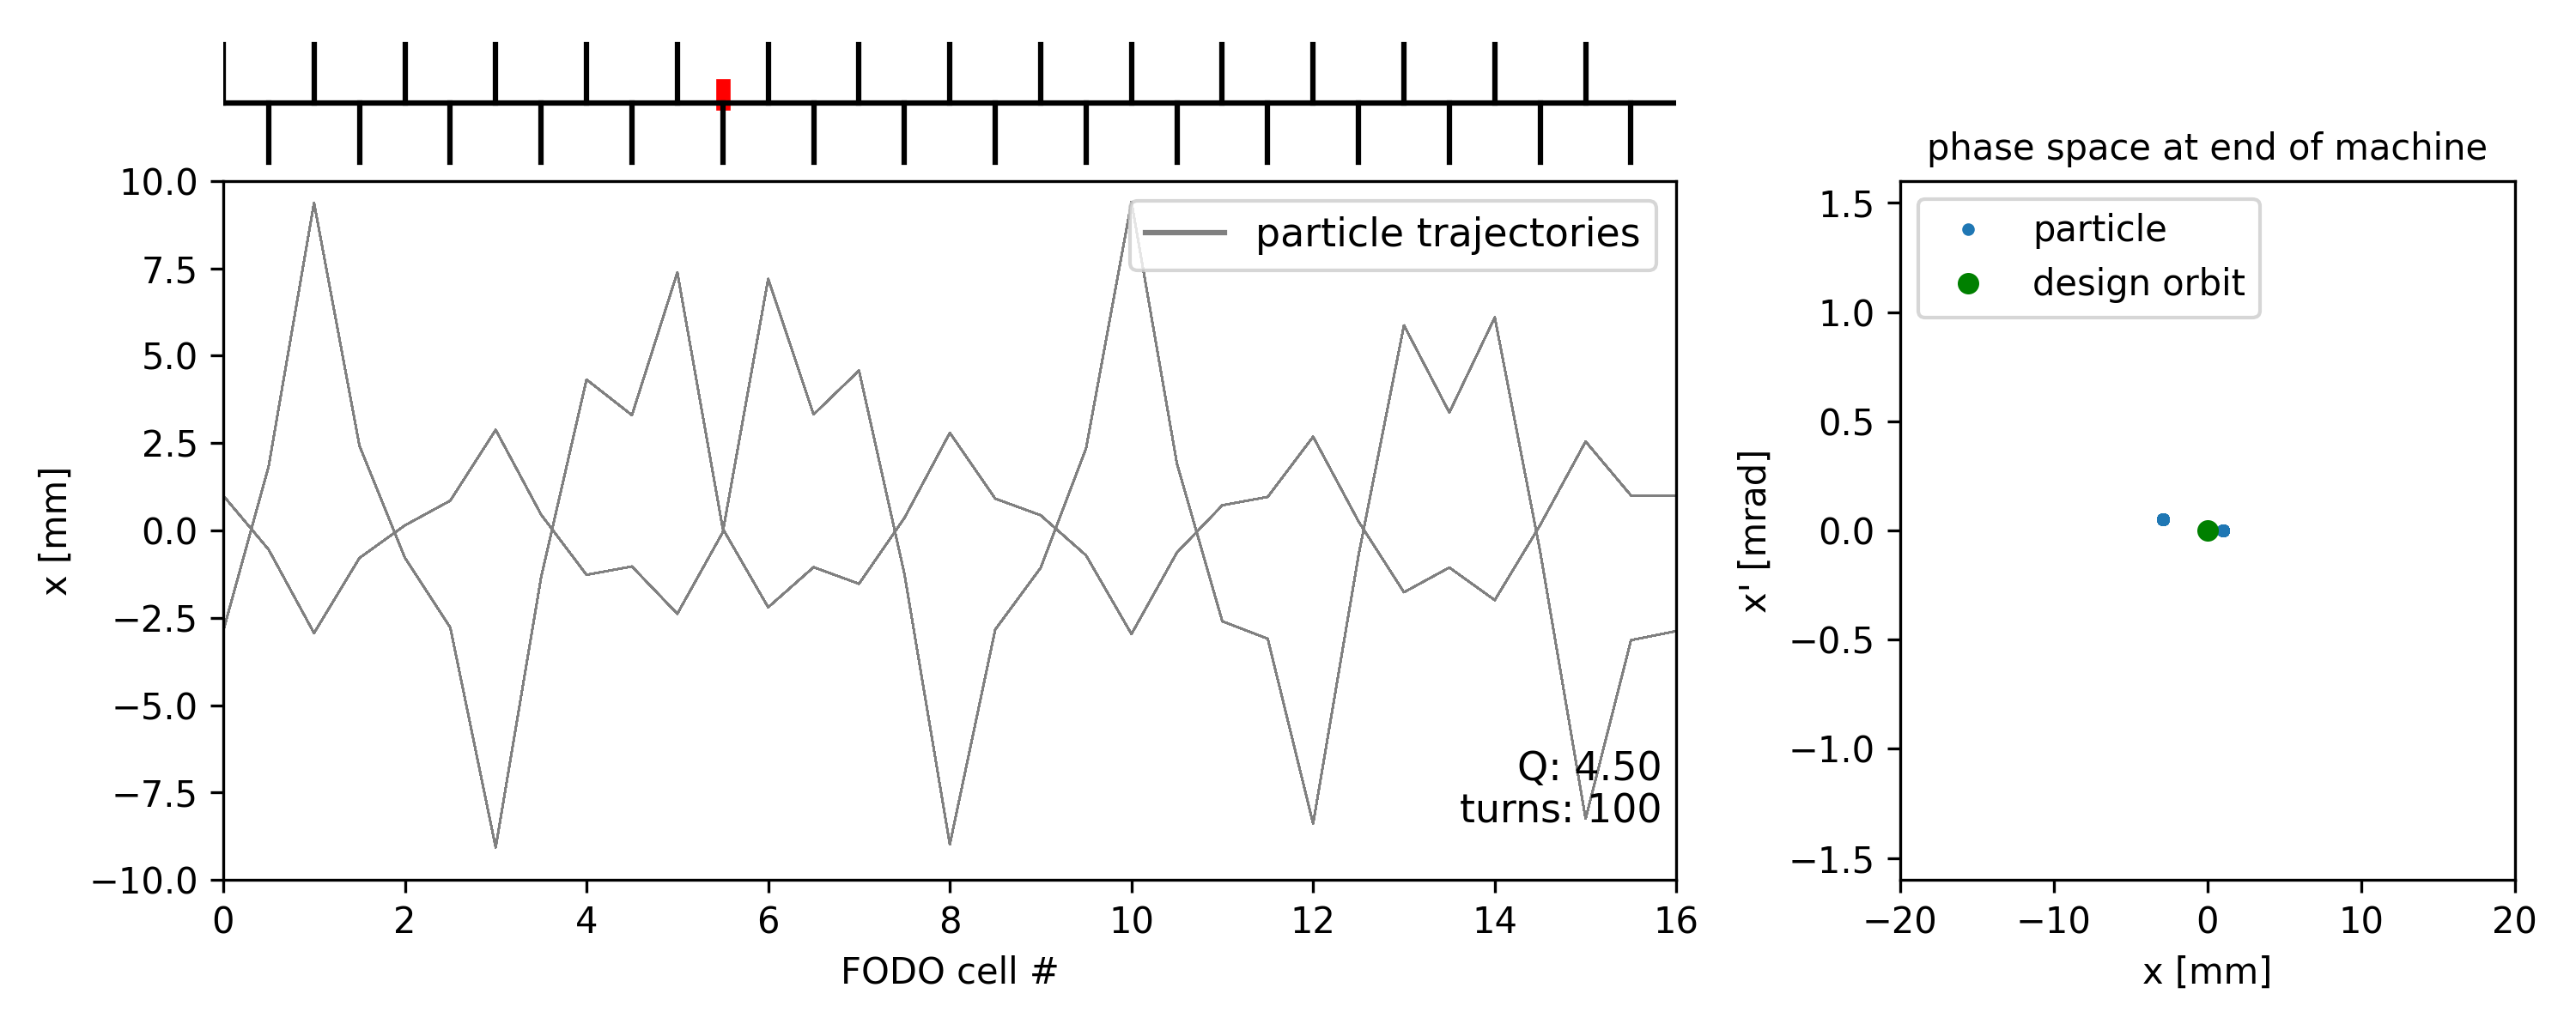 phase space at end of machine
10.0
7.5
5.0
2.5
0.0
−2.5
−5.0
−7.5
−10.0
x [mm]
particle trajectories
Q: 4.50
turns: 100
0 2 4 6 8 10 12 14 16
FODO cell #
1.5
1.0
0.5
0.0
−0.5
−1.0
−1.5
x' [mrad]
particle
design orbit
−20 −10 0 10 20
x [mm]